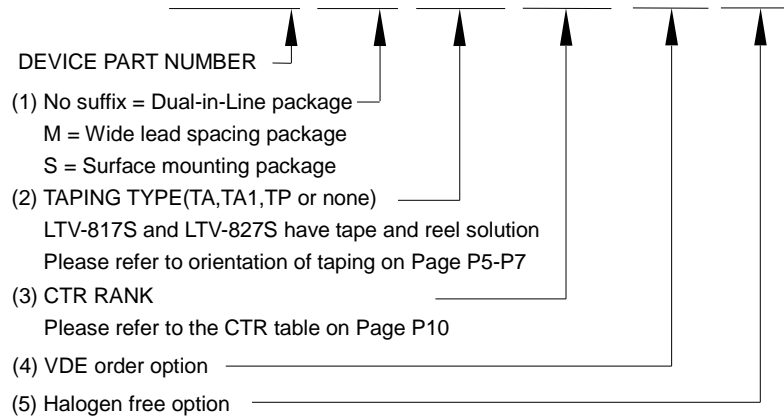 DEVICE PART NUMBER
(1) No suffix = Dual-in-Line package
M = Wide lead spacing package
S = Surface mounting package
(2) TAPING TYPE(TA,TA1,TP or none)
LTV-817S and LTV-827S have tape and reel solution
Please refer to orientation of taping on Page P5-P7
(3) CTR RANK
Please refer to the CTR table on Page P10
(4) VDE order option
(5) Halogen free option